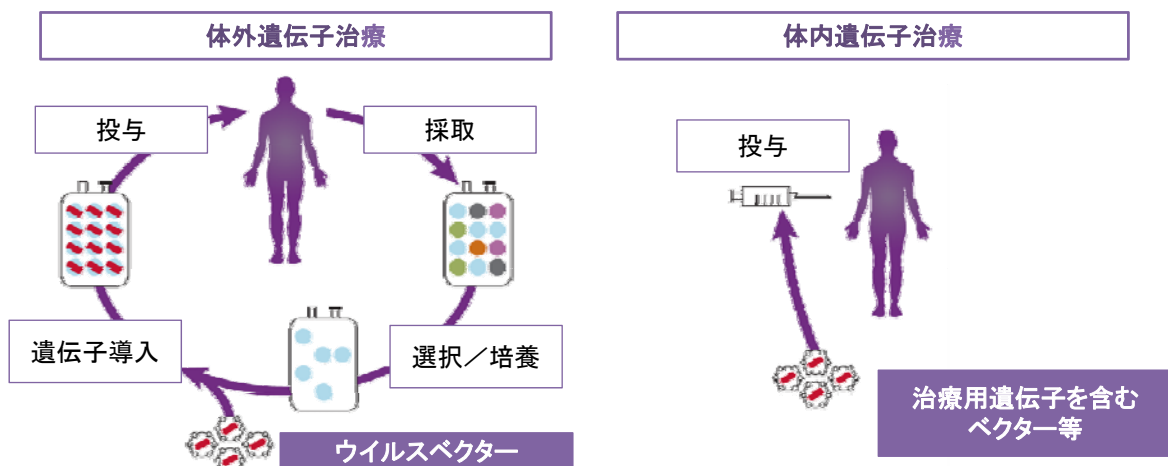 体外遺伝子治療
投与
採取
遺伝子導入
選択／培養
ウイルスベクター
体内遺伝子治療
投与
治療用遺伝子を含む
ベクター等